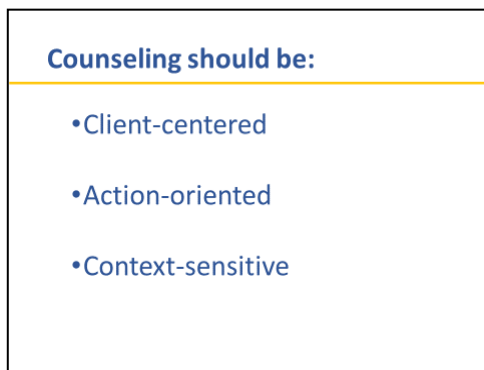 Counseling should be:
•Client-centered
•Action-oriented
•Context-sensitive